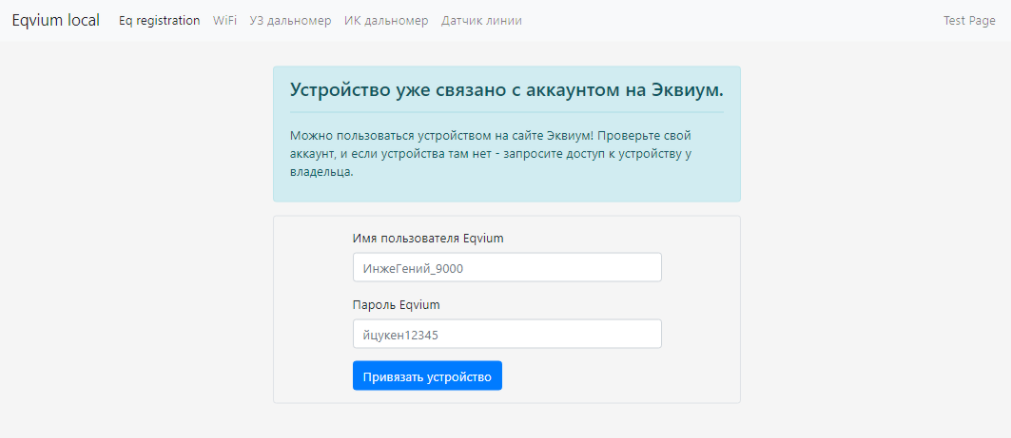 Eqvium local Eq registration WiFi УЗ дальномер ИК дальномер Датчик линии Test Page
Устройство уже связано с аккаунтом на Эквиум.
Можно пользоваться устройством на сайте Эквиум! Проверьте свой
аккаунт, и если устройства там нет - запросите доступ к устройству у
владельца.
Имя пользователя Eqvium
ИнжеГений_9000
Пароль Eqvium
йцукен12345
Привязать устройство